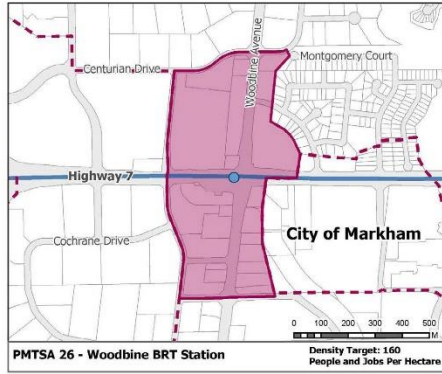 Woodbine Avenue
Montgomery Court
Centurian Drive
Highway 7
Cochrane Drive
City of Markham
0 100 200 300 400 500
M
PMTSA 26 - Woodbine BRT Station
Density Target: 160
People and Jobs Per Hectare